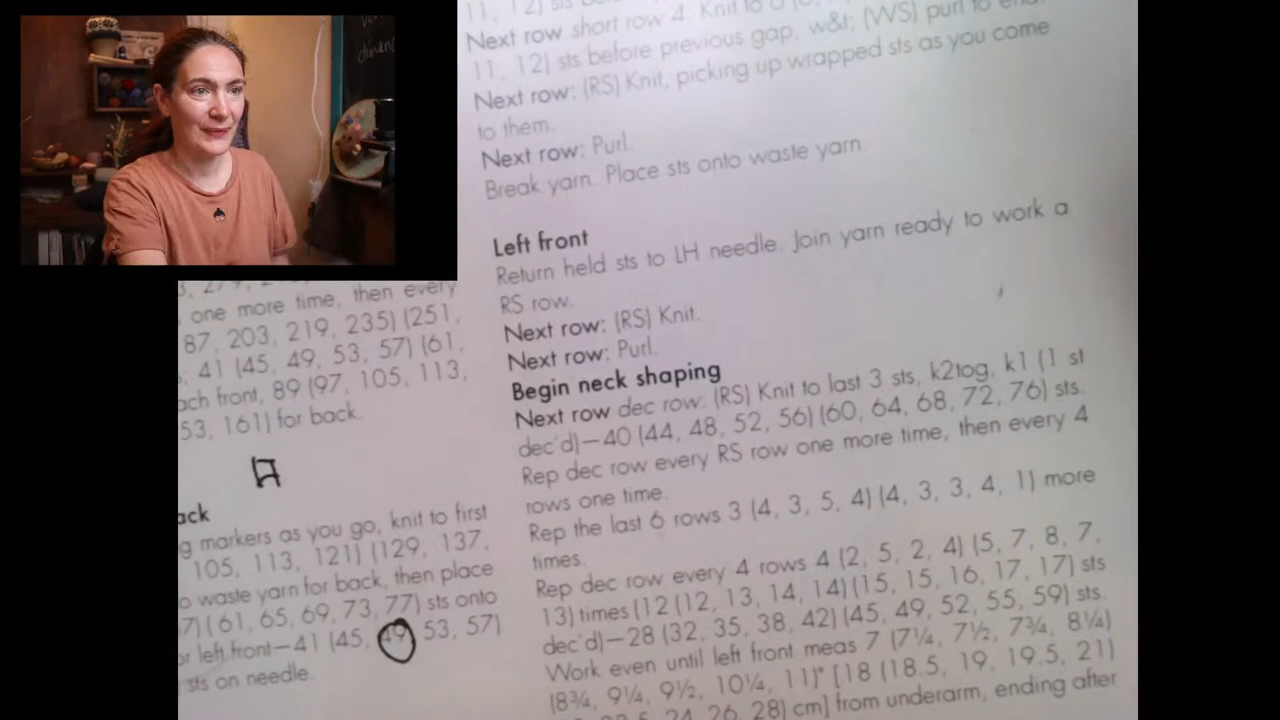 dimanc
11, 12] sts
Next row short row 4: Knit to 6
11, 12] sts before previous gap, w&t; (WS) purl to end.
Next row: (RS) Knit, picking up wrapped sts as you come
to them.
Next row: Purl.
Break yarn. Place sts onto waste yarn.
Left front
Return held sts to LH needle. Join yarn ready to work a
RS row.
Next row: (RS) Knit.
Next row: Purl.
Begin neck shaping
Next row dec row: (RS) Knit to last 3 sts, k2tog, k1 (1 st
dec'd)—40 (44, 48, 52, 56) (60, 64, 68, 72, 76) sts.
Rep dec row every RS row one more time, then every 4
rows one time.
Rep the last 6 rows 3 (4, 3, 5, 4) (4, 3, 3, 4, 1) more
times.
Rep dec row every 4 rows 4 (2, 5, 2, 4) (5, 7, 8, 7,
13) times (12 (12, 13, 14, 14)(15, 15, 16, 17, 17) sts
dec'd)—28 (32, 35, 38, 42) (45, 49, 52, 55, 59) sts.
Work even until left front meas 7 (7¼, 7½, 7¾, 8¼)
(8¾, 9¼, 9½, 10¼, 11)" [18 (18.5, 19, 19.5, 21)
24, 26, 28) cm] from underarm, ending after
one more time, then every
87, 203, 219, 235) (251,
41 (45, 49, 53, 57) (61,
ach front, 89 (97, 105, 113,
53, 161) for back.
ack
g markers as you go, knit to first
105, 113, 121) (129, 137,
o waste yarn for back, then place
7) ( 61, 65, 69, 73, 77) sts onto
or left front—41 (45, 49, 53, 57)
sts on needle.